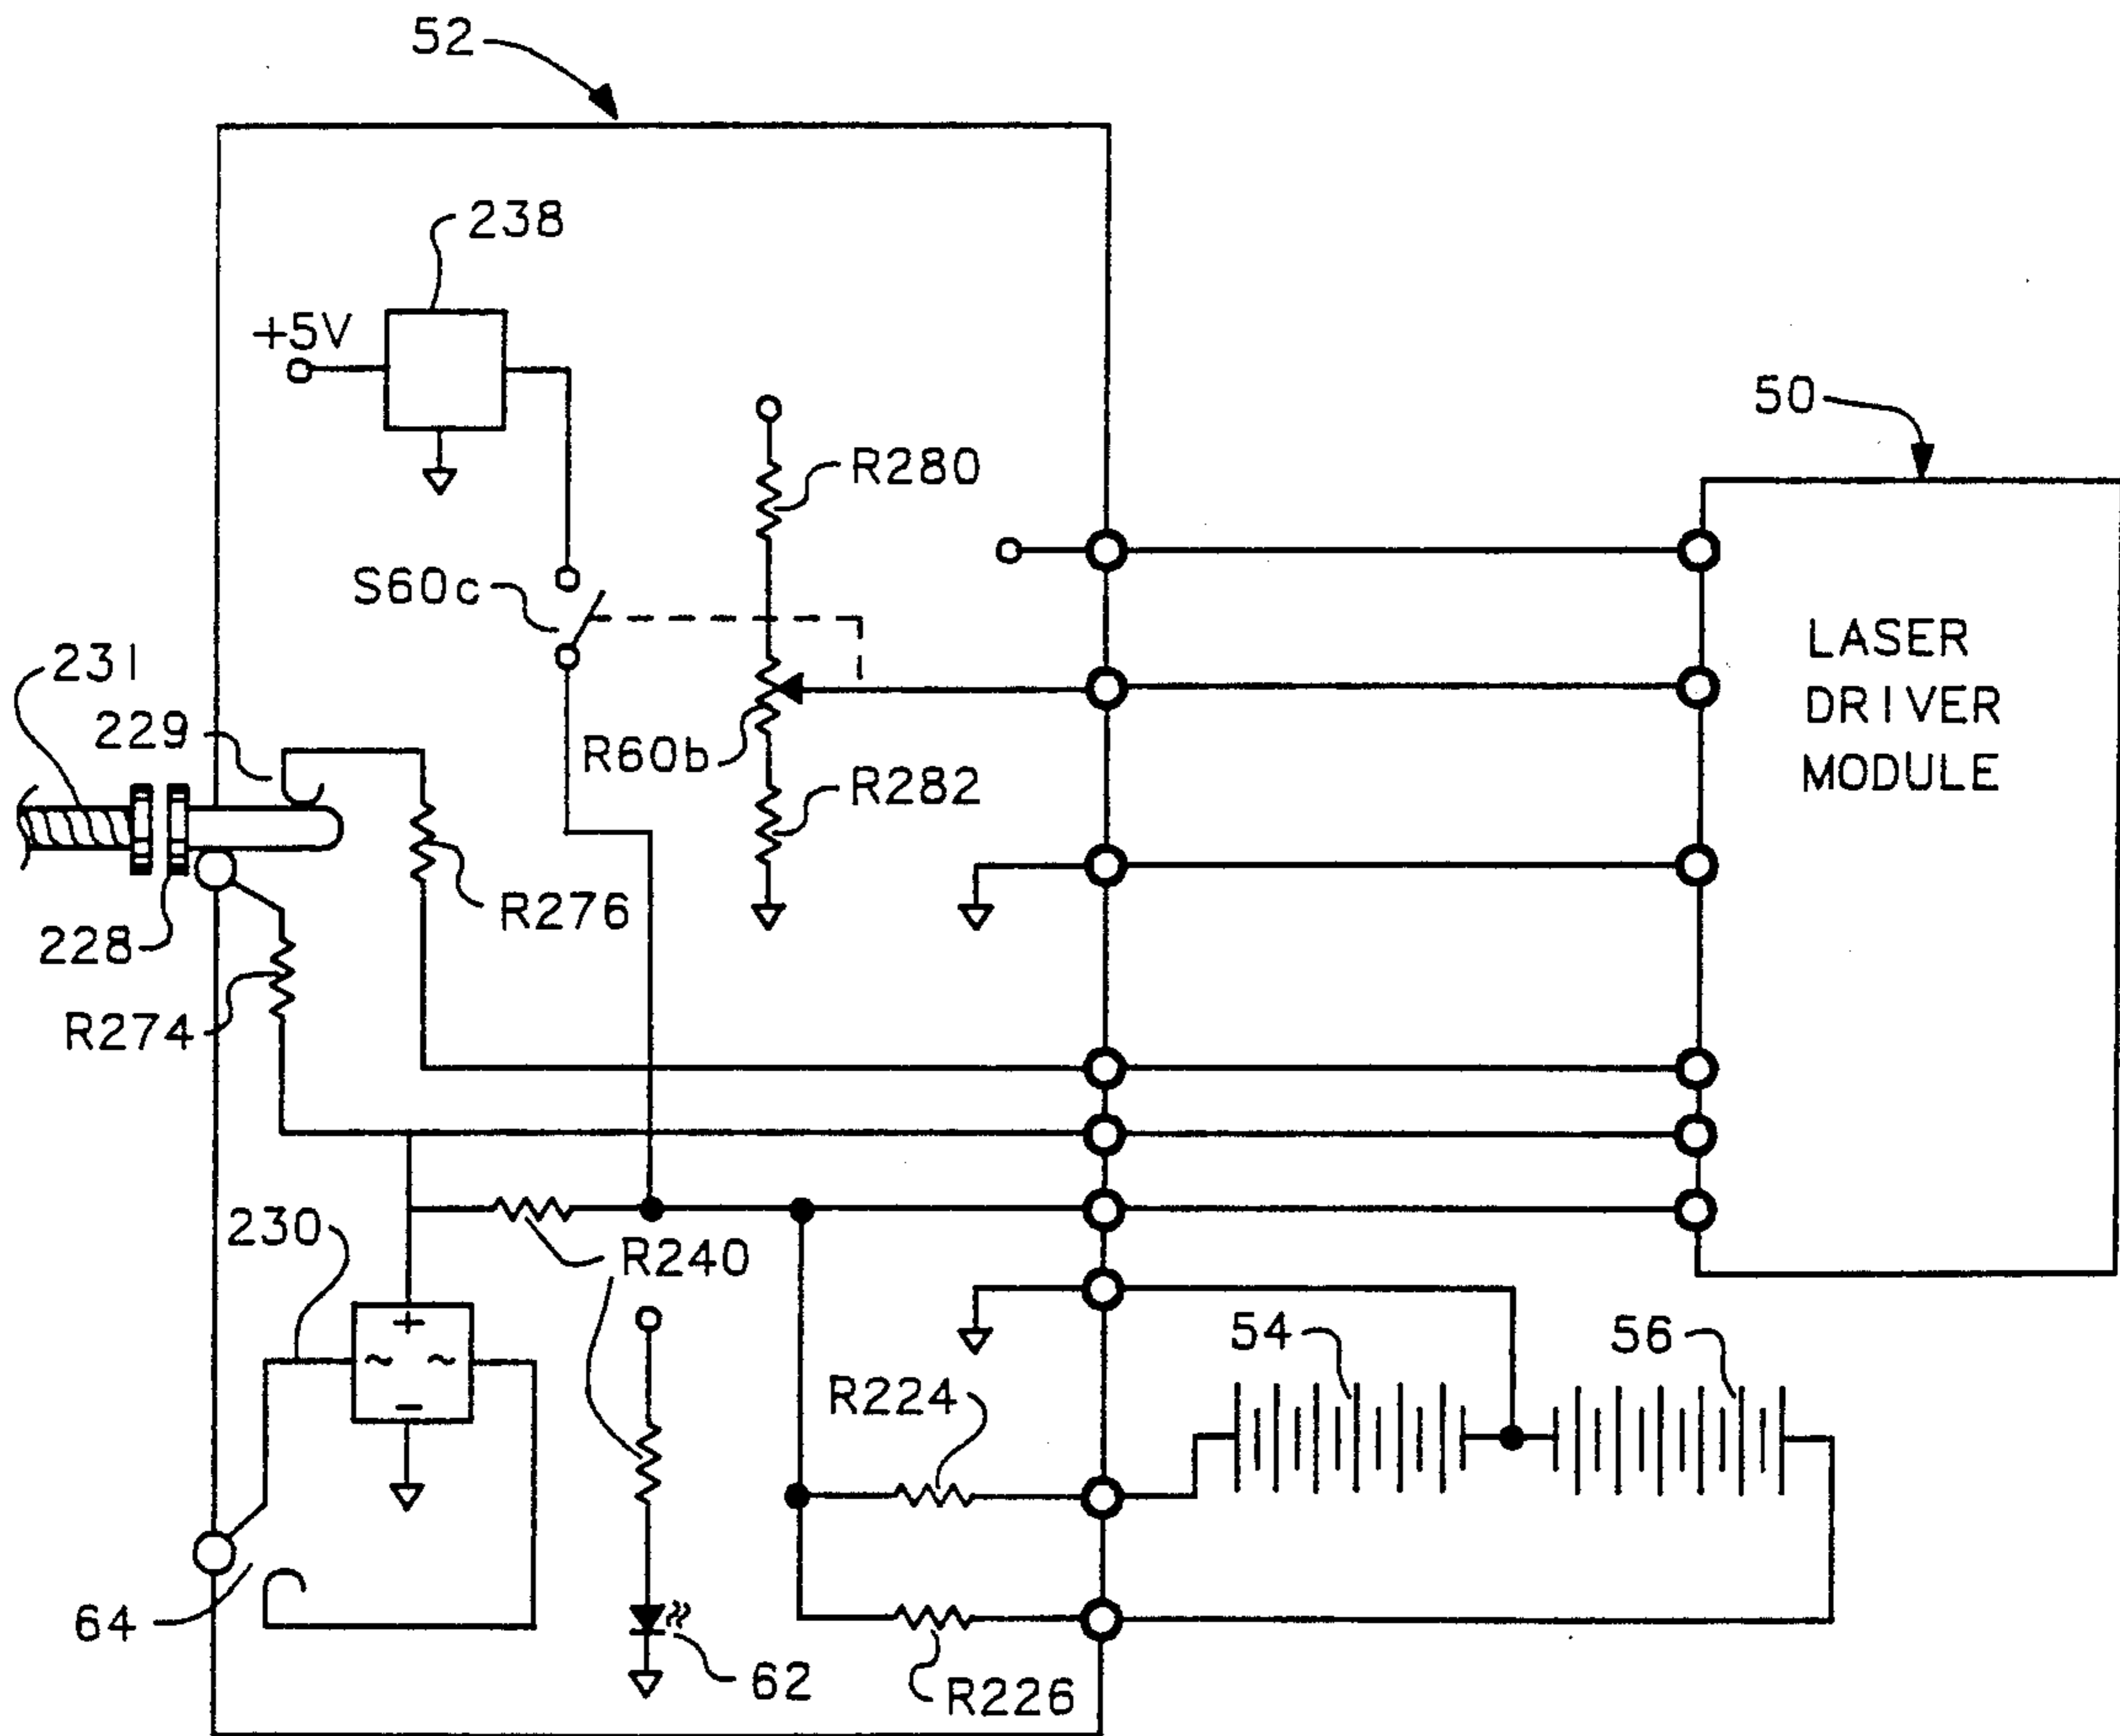 52
238
+5V
50
R280
S60c
LASER
DRIVER
MODULE
231
229
R60b
R282
R276
228
R274
230
R240
+
~ ~
−
54
56
R224
64
62
R226